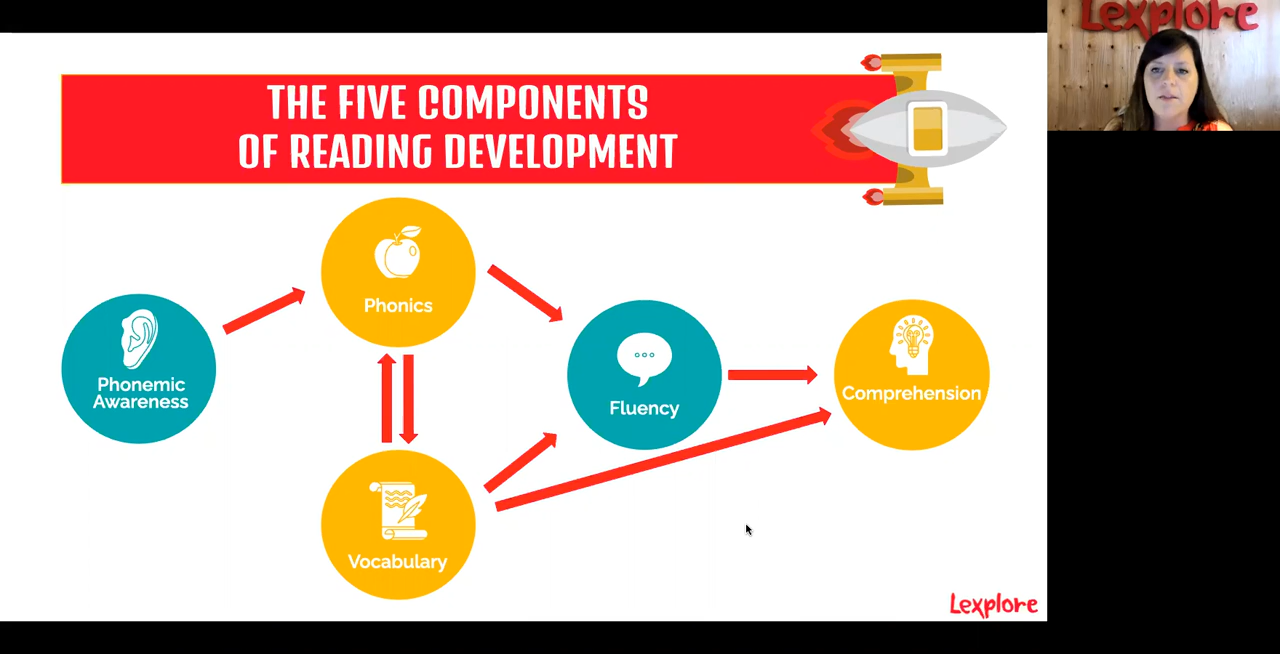 Lexplore
THE FIVE COMPONENTS
OF READING DEVELOPMENT
Phonics
Phonemic
Awareness
Fluency
Comprehension
Vocabulary
Lexplore